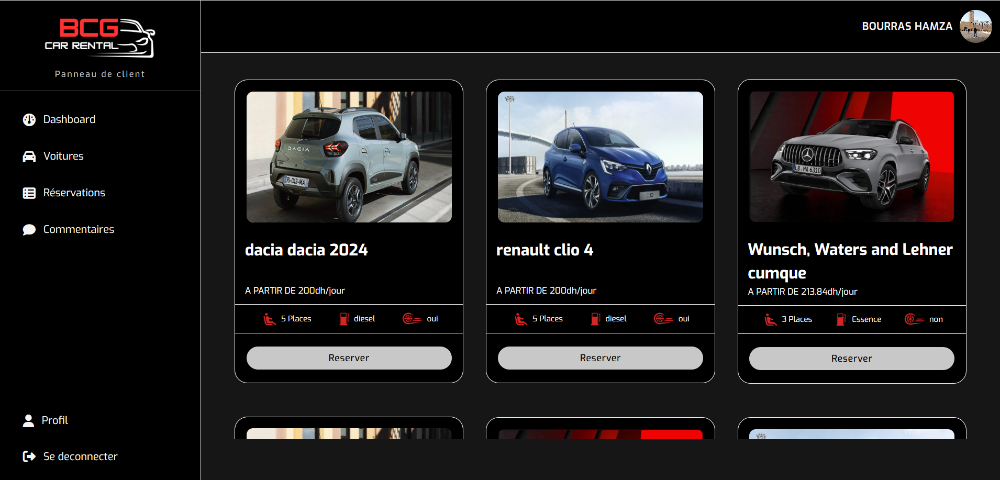 BCG
CAR RENTAL
Panneau de client
Dashboard
Voitures
Réservations
Commentaires
Profil
Se deconnecter
BOURRAS HAMZA
DACIA
RI-043-MA
dacia dacia 2024
A PARTIR DE 200dh/jour
5 Places
diesel
oui
Reserver
CLIO
renault clio 4
A PARTIR DE 200dh/jour
5 Places
diesel
oui
Reserver
LB MA 6310
Wunsch, Waters and Lehner
cumque
A PARTIR DE 213.84dh/jour
3 Places
Essence
non
Reserver